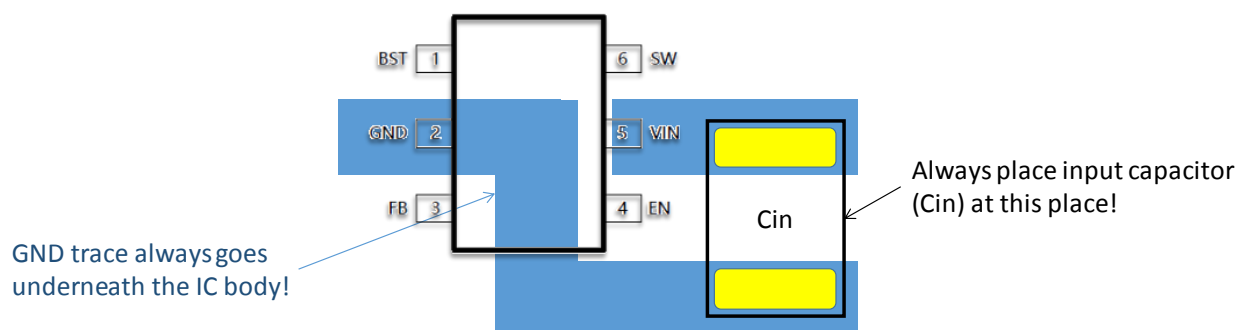 BST 1
6 SW
GND 2
5 VIN
FB 3
4 EN
Cin
Always place input capacitor
(Cin) at this place!
GND trace always goes
underneath the IC body!